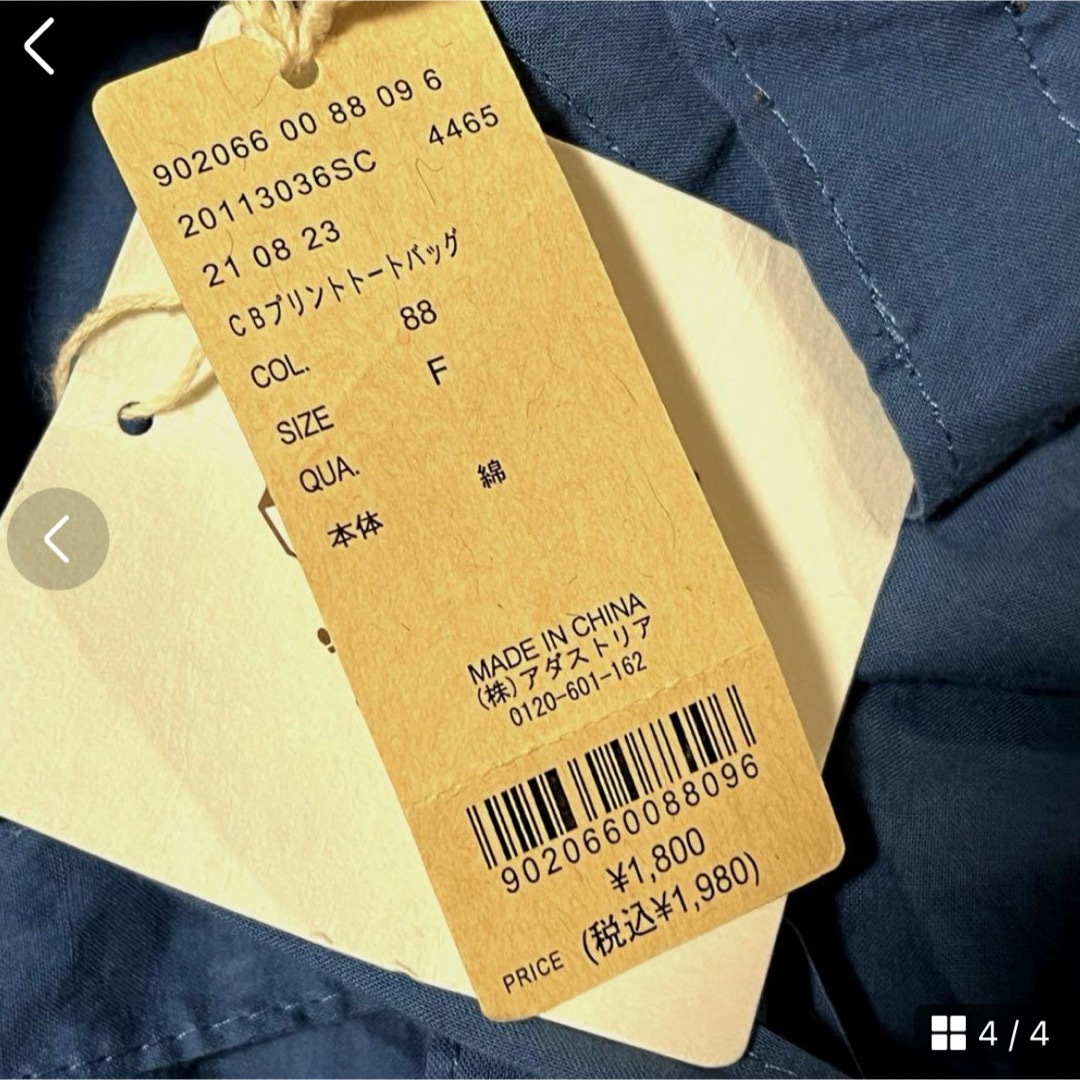 902066 00 88 09 6
20113036SC 4465
21 08 23
CBプリントトートバッグ
COL. 88
SIZE F
QUA.
本体 綿
MADE IN CHINA
(株)アダストリア
0120-601-162
9020660088096
¥1,800
PRICE (税込¥1,980)
4 / 4